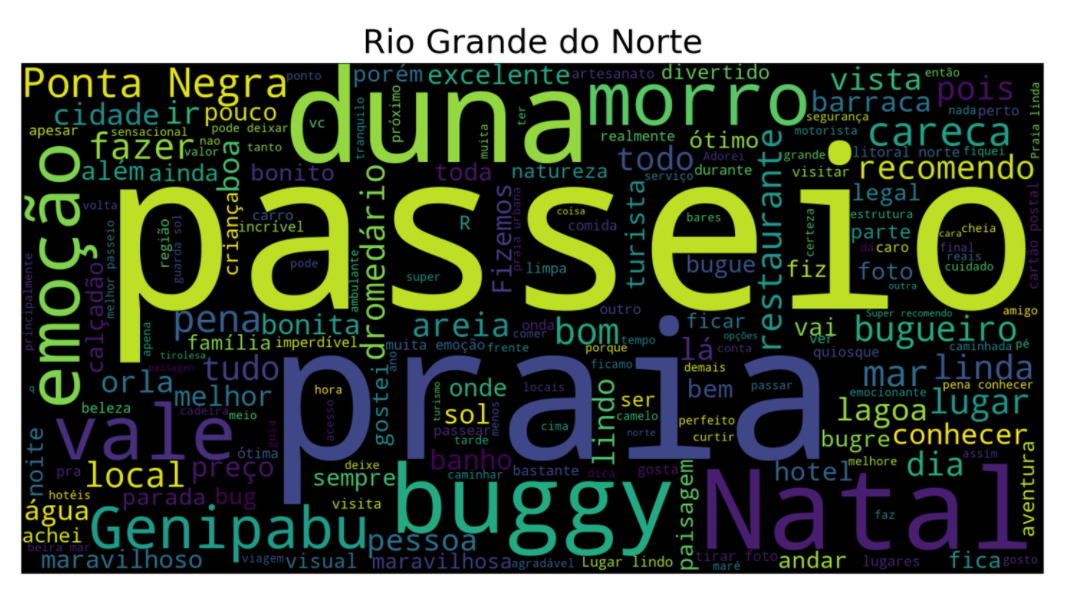 Rio Grande do Norte
Ponta Negra
ponto
porém
excelente
artesanato
divertido
vista
então
pois
cidade
ir
pouco
duna
morro
barraca
nada
perto
segurança
apesar
sensacional
pode deixar
vc
tranquilo
próximo
muita
ter
realmente
ótimo
motorista
careca
Praia linda
fazer
valor
nao
tanto
boa
todo
Adorei
grande
litoral norte
fiquei
além
ainda
bonito
toda
natureza
serviço
durante
visitar
recomendo
emoção
volta
carro
criança
incrível
região
guarda sol
passeio
dromedário
R
Fizemos
praia urbana
coisa
comida
turista
bares
restaurante
certeza
legal
estrutura
parte
dá
caro
cara
cheia
final
reais
cuidado
cartão postal
principalmente
calçadão
melhor passeio
pode
ambulante
super
limpa
bugue
fiz
foto
outra
pena
bonita
areia
onda
bom
outro
ficar
vai
Super recomendo
bugueiro
amigo
apena
família
imperdível
muita emoção
frente
comer
porque
tempo
lá
opções
conta
ver
quiosque
caminhada
pé
tirolesa
paisagen
tudo
ano
ficamo
demais
mar
linda
orla
melhor
hora
praia
gostei
onde
turismo
locais
lindo
ser
bem
passar
emocionante
pena conhecer
beleza
cadeira
meio
acesso
sol
menos
cima
norte
perfeito
curtir
lagoa
lugar
vale
guia
passear
tarde
bugre
conhecer
noite
pra
ótima
deixe
banho
bastante
dica
gosta
melhore
assim
local
preço
sempre
caminhar
paisagem
hotel
dia
aventura
hotéis
parada
bug
visita
buggy
Natal
água
achei
Genipabu
pessoa
faz
beira mar
maravilhoso
viagem
visual
maravilhosa
agradável
Lugar lindo
tirar foto
maré
andar
lugares
fica
gosto